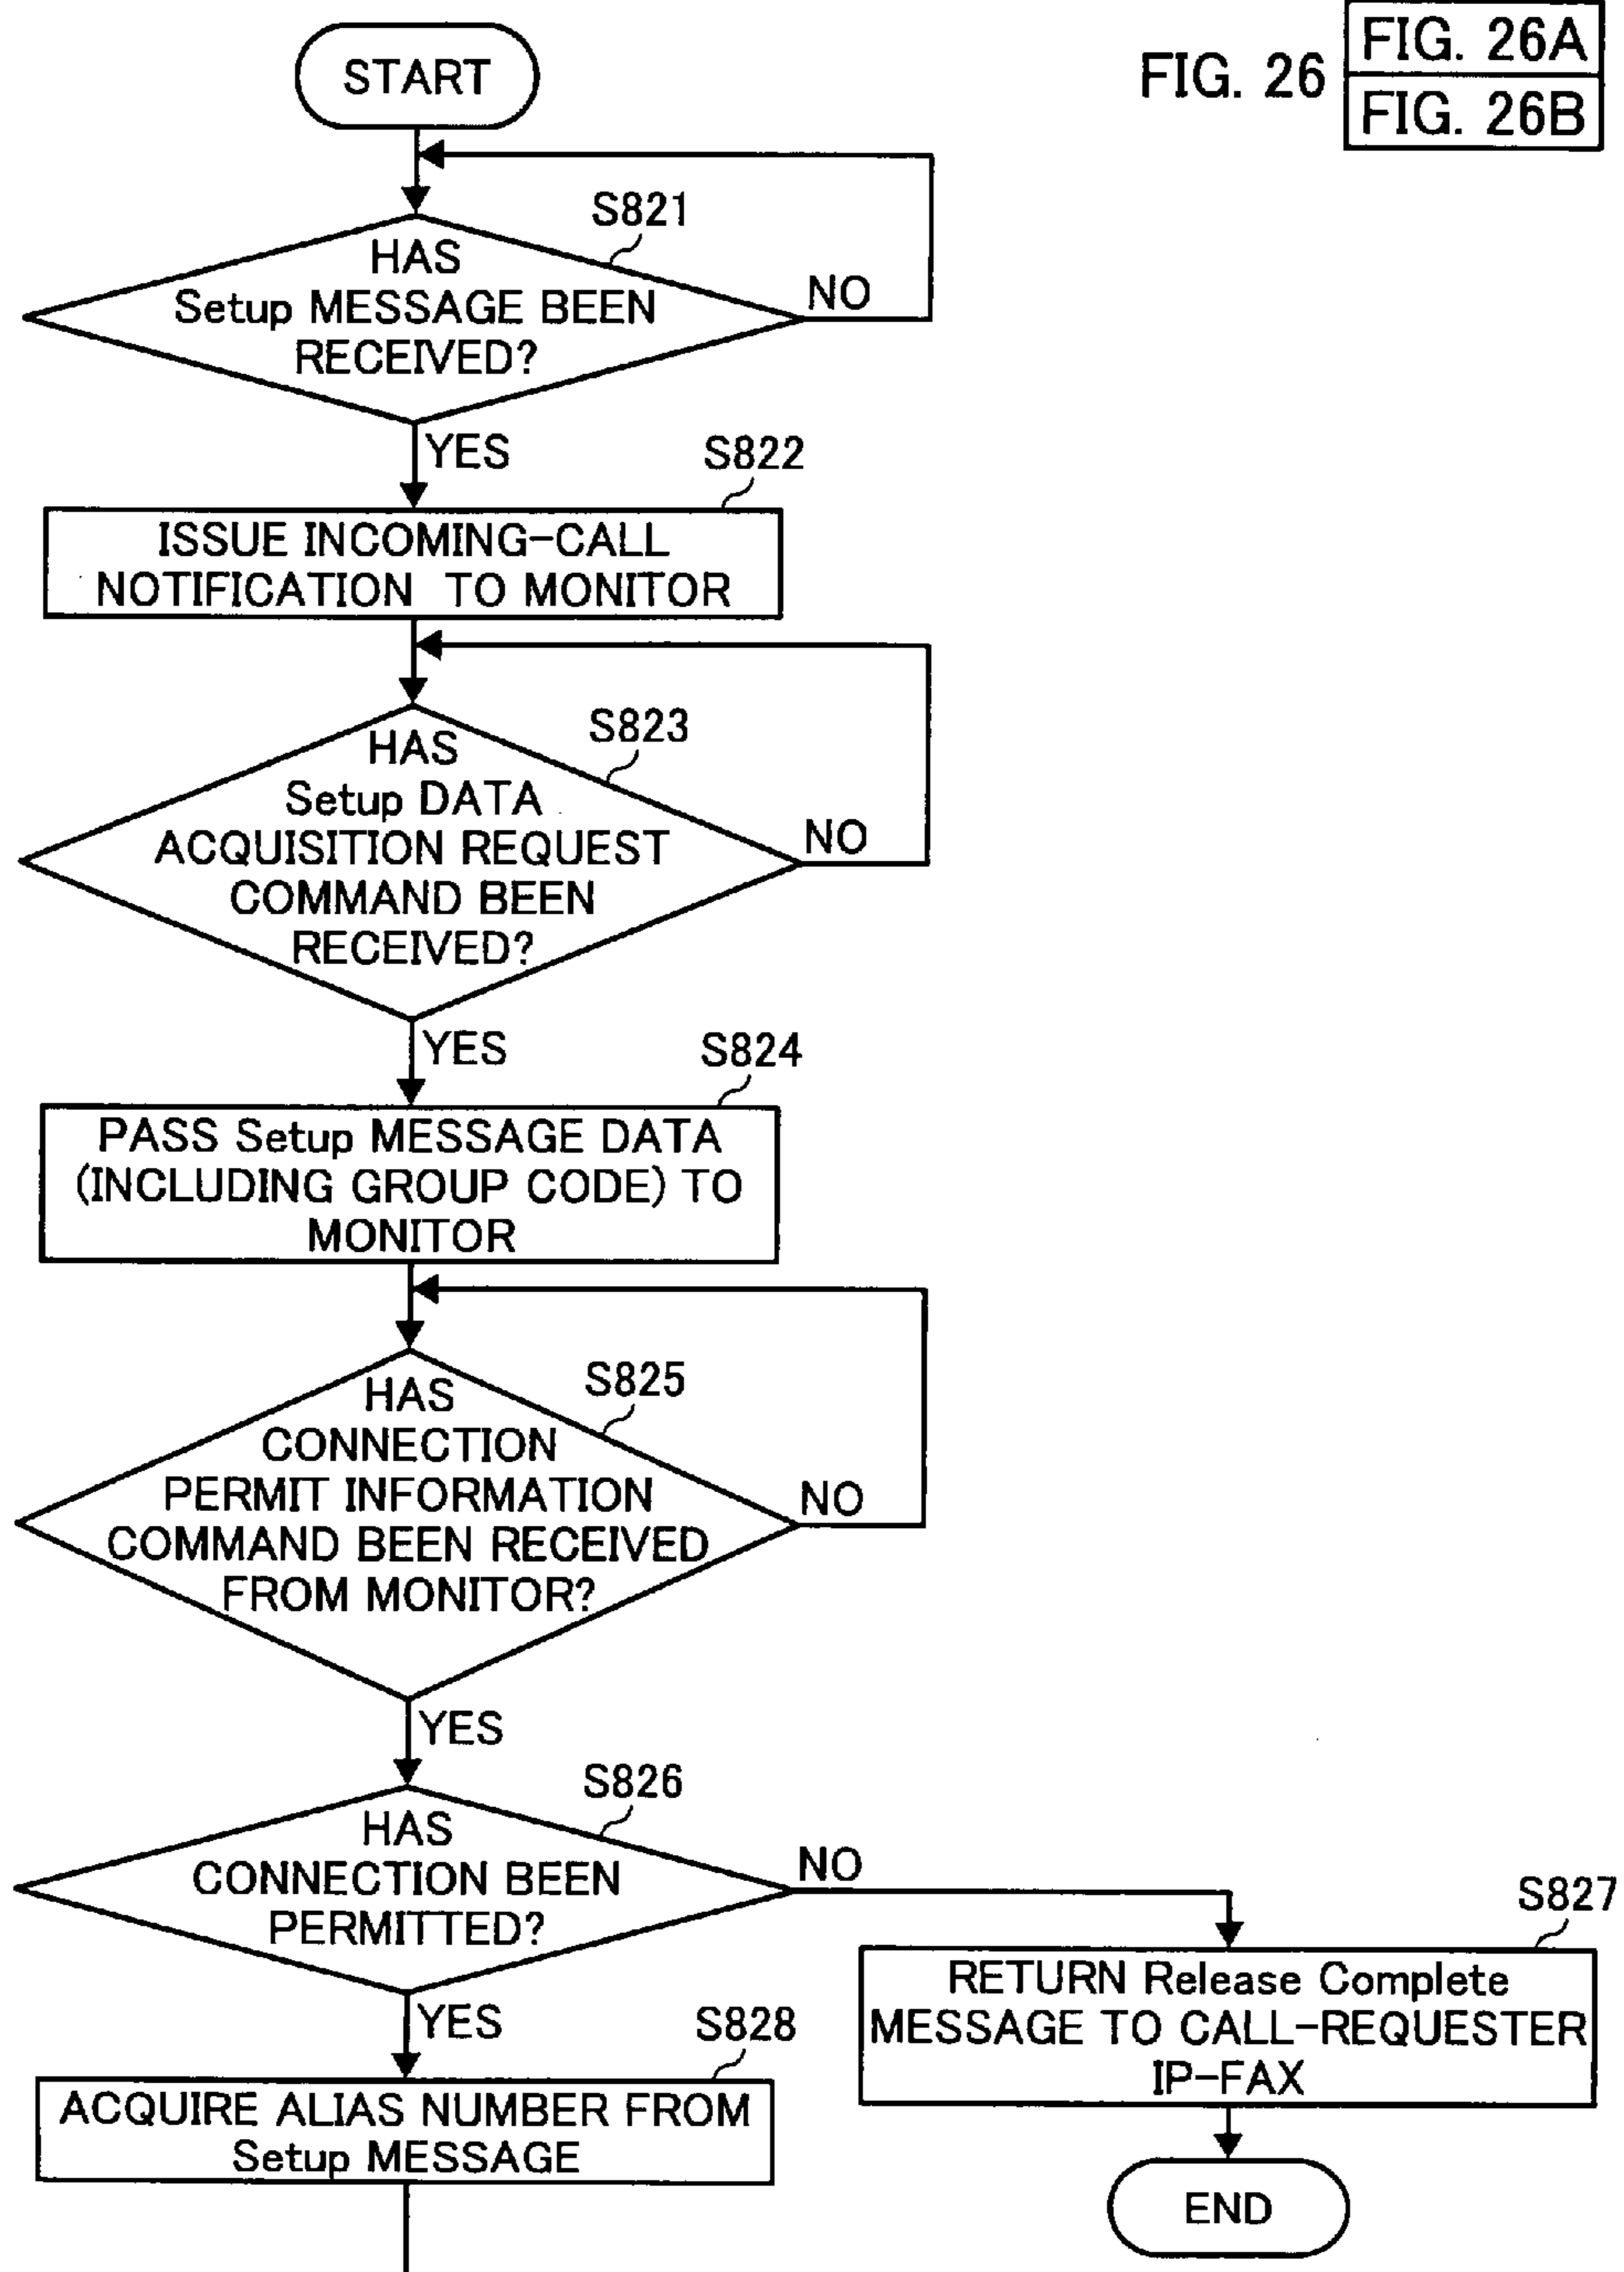 FIG. 26
FIG. 26A
FIG. 26B
START
S821
HAS
Setup MESSAGE BEEN
RECEIVED?
NO
YES
S822
ISSUE INCOMING-CALL
NOTIFICATION TO MONITOR
S823
HAS
Setup DATA
ACQUISITION REQUEST
COMMAND BEEN
RECEIVED?
NO
YES
S824
PASS Setup MESSAGE DATA
(INCLUDING GROUP CODE) TO
MONITOR
S825
HAS
CONNECTION
PERMIT INFORMATION
COMMAND BEEN RECEIVED
FROM MONITOR?
NO
YES
S826
HAS
CONNECTION BEEN
PERMITTED?
NO
S827
RETURN Release Complete
MESSAGE TO CALL-REQUESTER
IP-FAX
END
YES
S828
ACQUIRE ALIAS NUMBER FROM
Setup MESSAGE